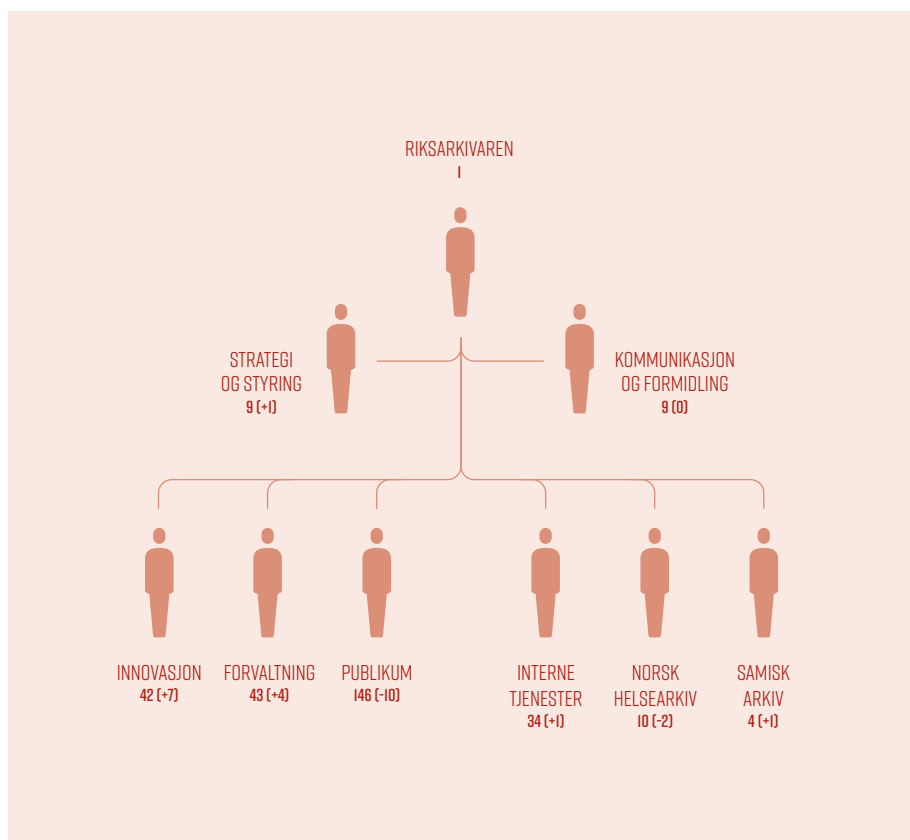 RIKSARKIVAREN
1
STRATEGI
OG STYRING
9 (+1)
KOMMUNIKASJON
OG FORMIDLING
9 (0)
INNOVASJON
42 (+7)
FORVALTNING
43 (+4)
PUBLIKUM
146 (-10)
INTERNE
TJENESTER
34 (+1)
NORSK
HELSEARKIV
10 (-2)
SAMISK
ARKIV
4 (+1)